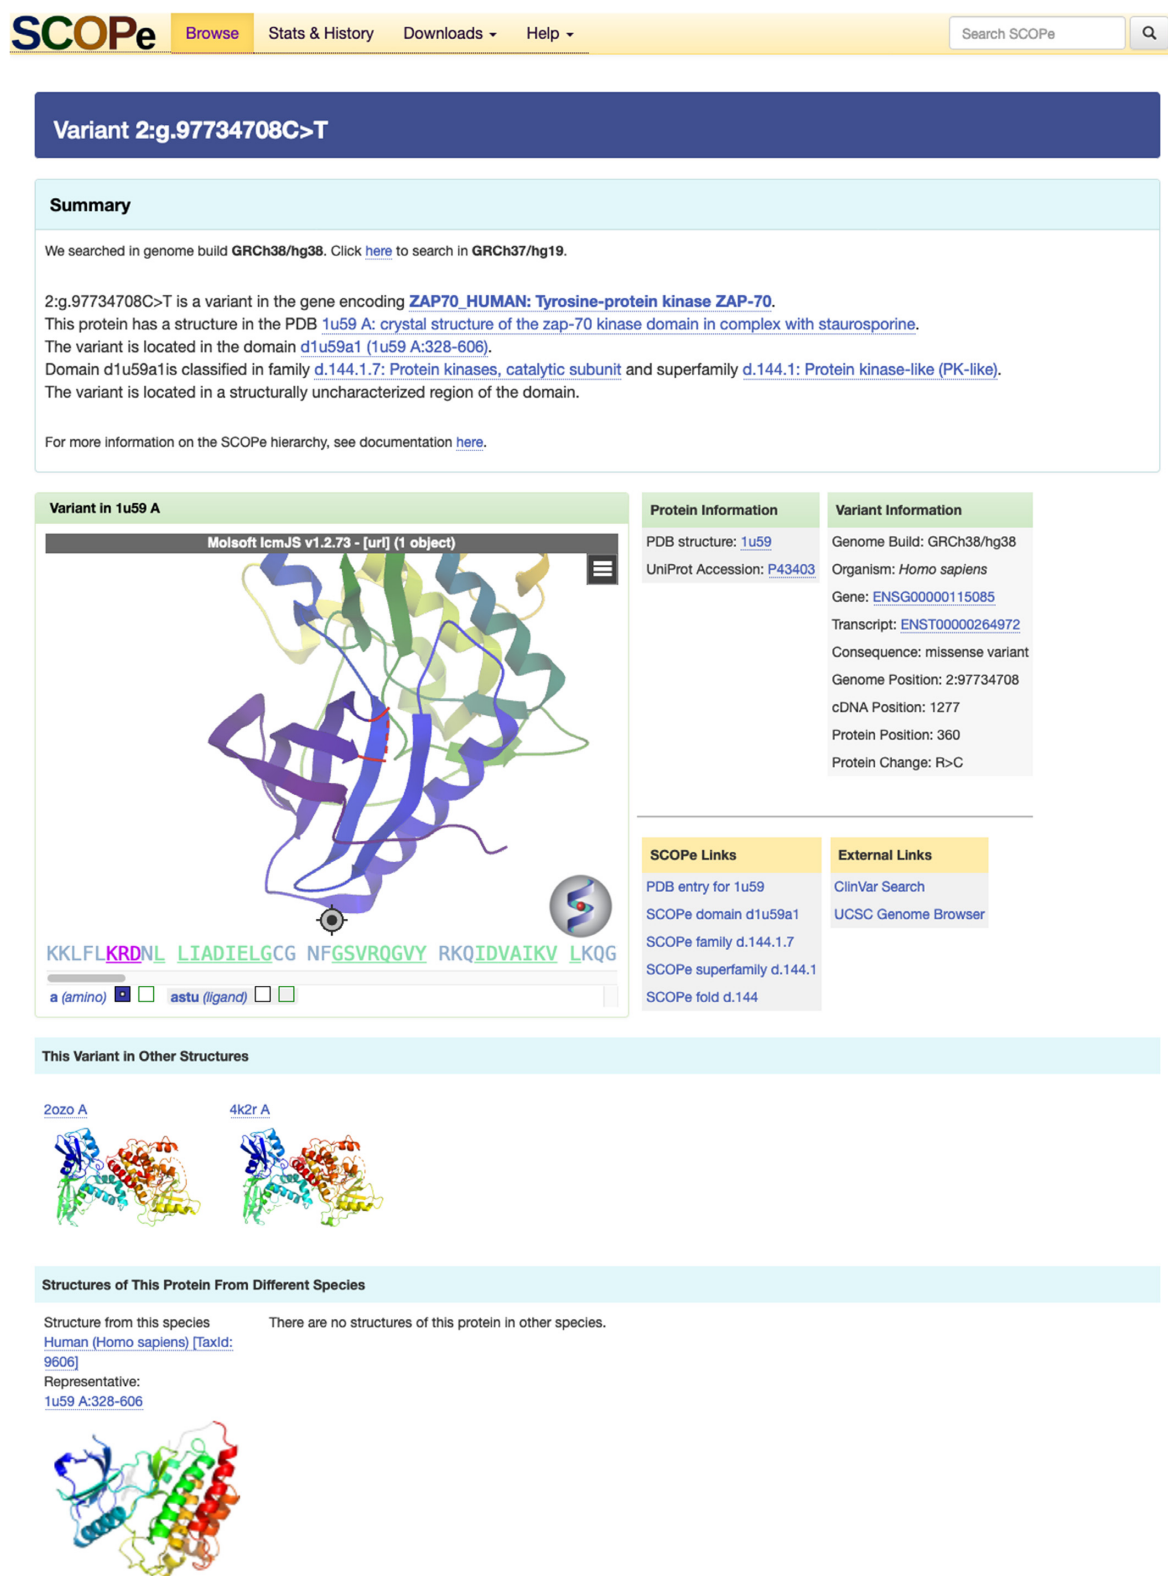 SCOPe Browse Stats & History Downloads Help Search SCOPe
Variant 2:g.97734708C>T
Summary
We searched in genome build GRCh38/hg38. Click here to search in GRCh37/hg19.
2:g.97734708C>T is a variant in the gene encoding ZAP70_HUMAN: Tyrosine-protein kinase ZAP-70.
This protein has a structure in the PDB 1u59 A: crystal structure of the zap-70 kinase domain in complex with staurosporine.
The variant is located in the domain d1u59a1 (1u59 A:328-606).
Domain d1u59a1is classified in family d.144.1.7: Protein kinases, catalytic subunit and superfamily d.144.1: Protein kinase-like (PK-like).
The variant is located in a structurally uncharacterized region of the domain.
For more information on the SCOPe hierarchy, see documentation here.
Variant in 1u59 A
Molsoft IcmJS v1.2.73 - [url] (1 object)
KKLFLKRDNL LIADIELGCG NFGSVRQGVY RKQIDVAIKV LKQG
a (amino) astu (ligand)
Protein Information
PDB structure: 1u59
UniProt Accession: P43403
Variant Information
Genome Build: GRCh38/hg38
Organism: Homo sapiens
Gene: ENSG00000115085
Transcript: ENST00000264972
Consequence: missense variant
Genome Position: 2:97734708
cDNA Position: 1277
Protein Position: 360
Protein Change: R>C
SCOPe Links
PDB entry for 1u59
SCOPe domain d1u59a1
SCOPe family d.144.1.7
SCOPe superfamily d.144.1
SCOPe fold d.144
External Links
ClinVar Search
UCSC Genome Browser
This Variant in Other Structures
2ozo A 4k2r A
Structures of This Protein From Different Species
Structure from this species
Human (Homo sapiens) [TaxId:
9606]
Representative:
1u59 A:328-606
There are no structures of this protein in other species.